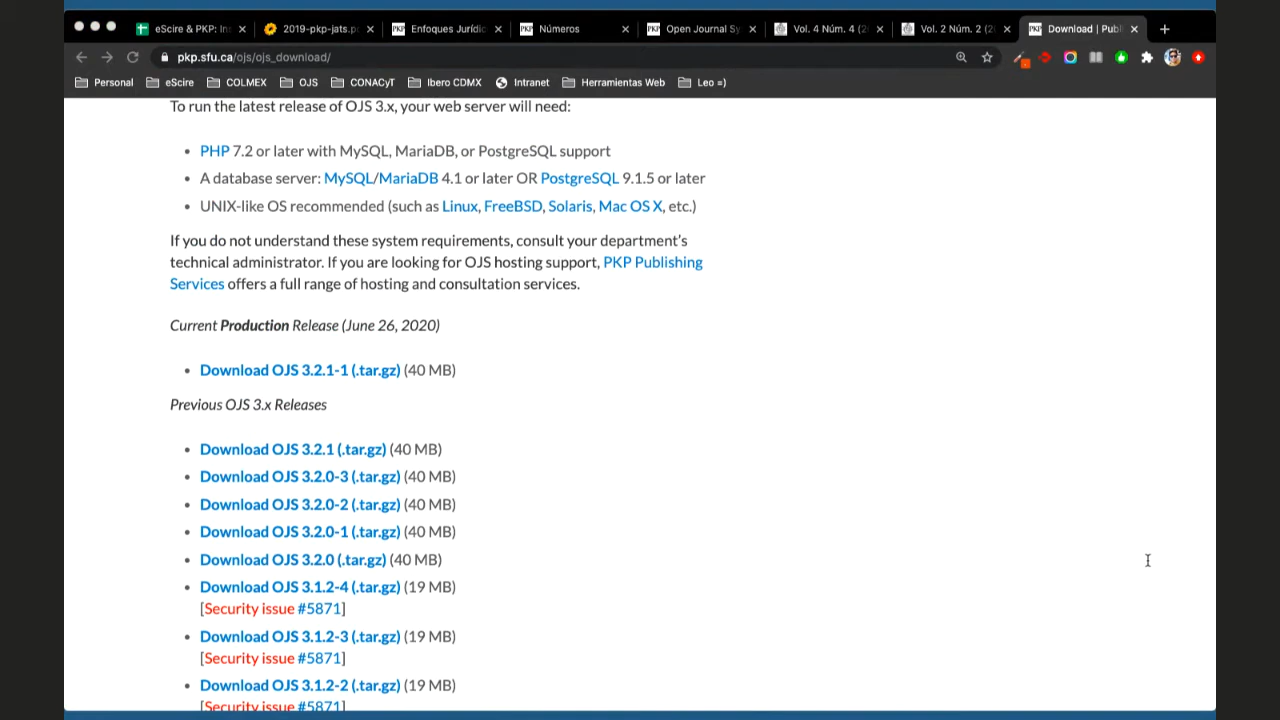 eScire & PKP: In
2019-pkp-jats.pd
Enfoques Jurídic
Números
Open Journal Sy
Vol. 4 Núm. 4 (2
Vol. 2 Núm. 2 (2
Download | Publ
pkp.sfu.ca/ojs/ojs_download/
Personal
eScire
COLMEX
OJS
CONACyT
Ibero CDMX
Intranet
Herramientas Web
Leo =)
To run the latest release of OJS 3.x, your web server will need:
• PHP 7.2 or later with MySQL, MariaDB, or PostgreSQL support
• A database server: MySQL/MariaDB 4.1 or later OR PostgreSQL 9.1.5 or later
• UNIX-like OS recommended (such as Linux, FreeBSD, Solaris, Mac OS X, etc.)
If you do not understand these system requirements, consult your department's
technical administrator. If you are looking for OJS hosting support, PKP Publishing
Services offers a full range of hosting and consultation services.
Current Production Release (June 26, 2020)
• Download OJS 3.2.1-1 (.tar.gz) (40 MB)
Previous OJS 3.x Releases
• Download OJS 3.2.1 (.tar.gz) (40 MB)
• Download OJS 3.2.0-3 (.tar.gz) (40 MB)
• Download OJS 3.2.0-2 (.tar.gz) (40 MB)
• Download OJS 3.2.0-1 (.tar.gz) (40 MB)
• Download OJS 3.2.0 (.tar.gz) (40 MB)
• Download OJS 3.1.2-4 (.tar.gz) (19 MB)
[Security issue #5871]
• Download OJS 3.1.2-3 (.tar.gz) (19 MB)
[Security issue #5871]
• Download OJS 3.1.2-2 (.tar.gz) (19 MB)
[Security issue #5871]